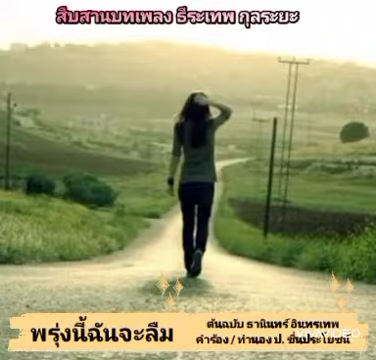 สืบสานบทเพลง ธีระเทพ กุลระยะ
พรุ่งนี้ฉันจะลืม
ต้นฉบับ ธานินทร์ อินทรเทพ
คำร้อง / ทำนอง ป. ชื่นประโยชน์